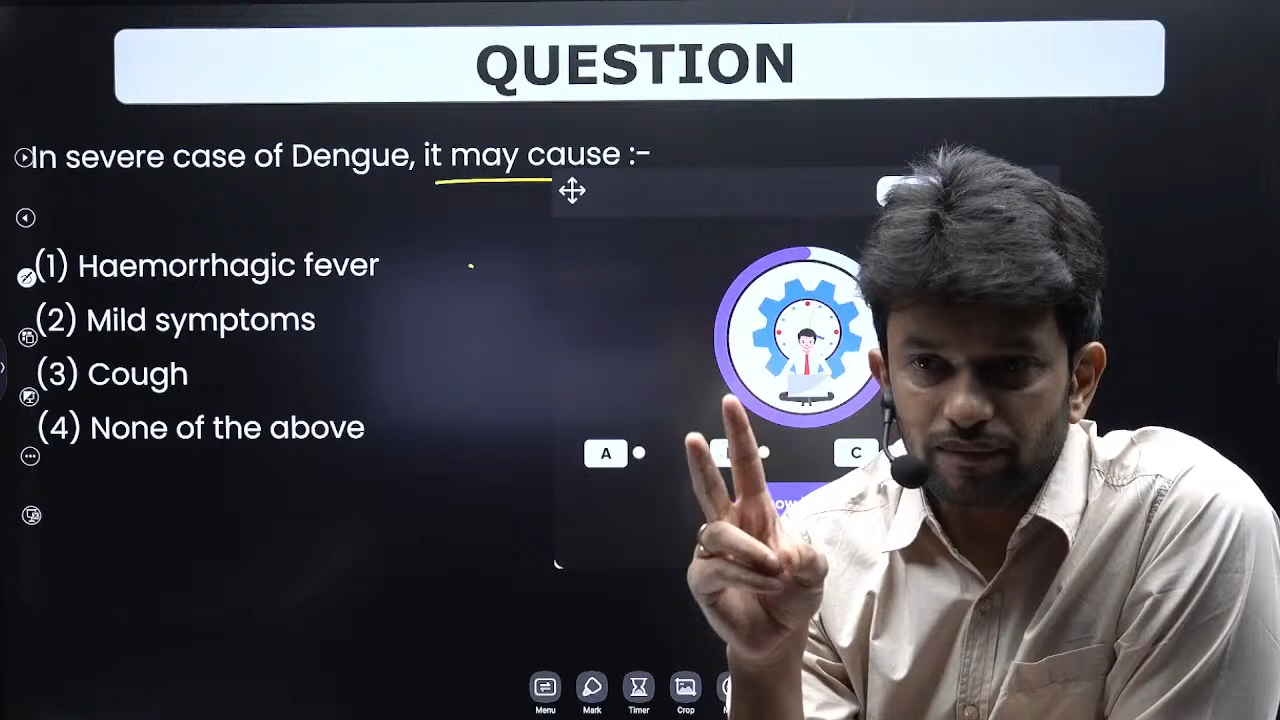 QUESTION
In severe case of Dengue, it may cause :-
(1) Haemorrhagic fever
(2) Mild symptoms
(3) Cough
(4) None of the above
A
C
Menu
Mark
Timer
Crop